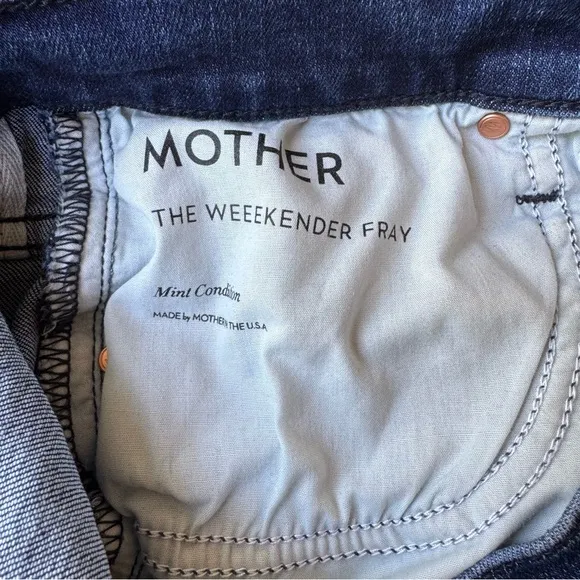 MOTHER
THE WEEEKENDER FRAY
Mint Condition
MADE by MOTHER IN THE U.S.A